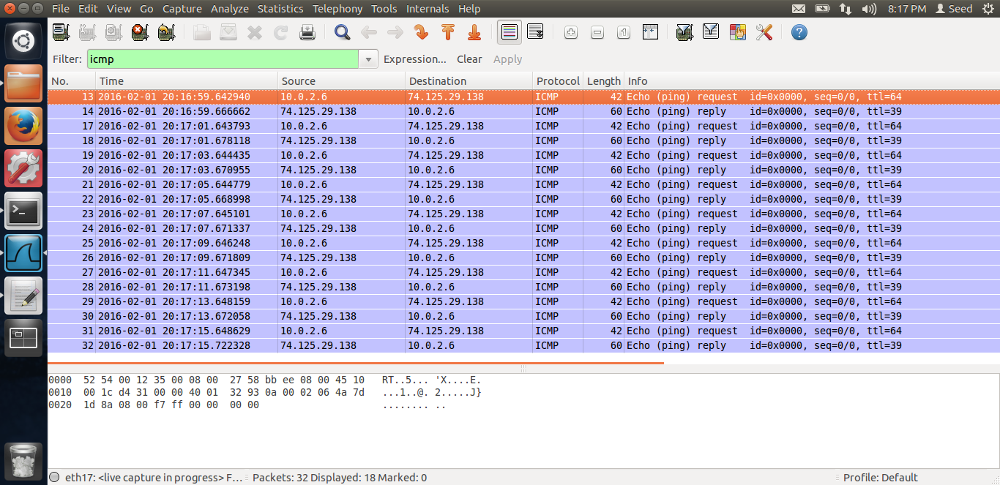 File Edit View Go Capture Analyze Statistics Telephony Tools Internals Help 8:17 PM Seed
Filter: icmp Expression... Clear Apply
No. Time Source Destination Protocol Length Info
13 2016-02-01 20:16:59.642940 10.0.2.6 74.125.29.138 ICMP 42 Echo (ping) request id=0x0000, seq=0/0, ttl=64
14 2016-02-01 20:16:59.666662 74.125.29.138 10.0.2.6 ICMP 60 Echo (ping) reply id=0x0000, seq=0/0, ttl=39
17 2016-02-01 20:17:01.643793 10.0.2.6 74.125.29.138 ICMP 42 Echo (ping) request id=0x0000, seq=0/0, ttl=64
18 2016-02-01 20:17:01.678118 74.125.29.138 10.0.2.6 ICMP 60 Echo (ping) reply id=0x0000, seq=0/0, ttl=39
19 2016-02-01 20:17:03.644435 10.0.2.6 74.125.29.138 ICMP 42 Echo (ping) request id=0x0000, seq=0/0, ttl=64
20 2016-02-01 20:17:03.670955 74.125.29.138 10.0.2.6 ICMP 60 Echo (ping) reply id=0x0000, seq=0/0, ttl=39
21 2016-02-01 20:17:05.644779 10.0.2.6 74.125.29.138 ICMP 42 Echo (ping) request id=0x0000, seq=0/0, ttl=64
22 2016-02-01 20:17:05.668998 74.125.29.138 10.0.2.6 ICMP 60 Echo (ping) reply id=0x0000, seq=0/0, ttl=39
23 2016-02-01 20:17:07.645101 10.0.2.6 74.125.29.138 ICMP 42 Echo (ping) request id=0x0000, seq=0/0, ttl=64
24 2016-02-01 20:17:07.671337 74.125.29.138 10.0.2.6 ICMP 60 Echo (ping) reply id=0x0000, seq=0/0, ttl=39
25 2016-02-01 20:17:09.646248 10.0.2.6 74.125.29.138 ICMP 42 Echo (ping) request id=0x0000, seq=0/0, ttl=64
26 2016-02-01 20:17:09.671809 74.125.29.138 10.0.2.6 ICMP 60 Echo (ping) reply id=0x0000, seq=0/0, ttl=39
27 2016-02-01 20:17:11.647345 10.0.2.6 74.125.29.138 ICMP 42 Echo (ping) request id=0x0000, seq=0/0, ttl=64
28 2016-02-01 20:17:11.673198 74.125.29.138 10.0.2.6 ICMP 60 Echo (ping) reply id=0x0000, seq=0/0, ttl=39
29 2016-02-01 20:17:13.648159 10.0.2.6 74.125.29.138 ICMP 42 Echo (ping) request id=0x0000, seq=0/0, ttl=64
30 2016-02-01 20:17:13.672058 74.125.29.138 10.0.2.6 ICMP 60 Echo (ping) reply id=0x0000, seq=0/0, ttl=39
31 2016-02-01 20:17:15.648629 10.0.2.6 74.125.29.138 ICMP 42 Echo (ping) request id=0x0000, seq=0/0, ttl=64
32 2016-02-01 20:17:15.722328 74.125.29.138 10.0.2.6 ICMP 60 Echo (ping) reply id=0x0000, seq=0/0, ttl=39
0000 52 54 00 12 35 00 08 00 27 58 bb ee 08 00 45 10 RT..5... 'X....E.
0010 00 1c d4 31 00 00 40 01 32 93 0a 00 02 06 4a 7d ...1..@. 2.....J}
0020 1d 8a 08 00 f7 ff 00 00 00 00 ........ ..
eth17: <live capture in progress> F... Packets: 32 Displayed: 18 Marked: 0 Profile: Default